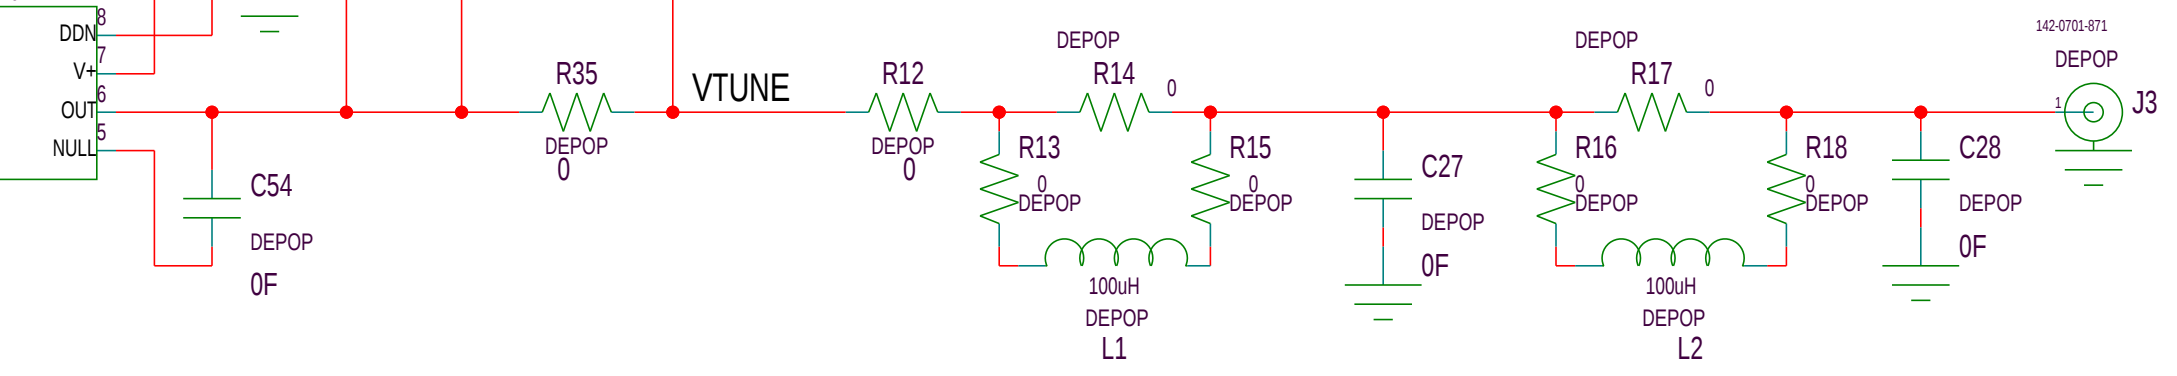 8
DDN
7
V+
6
OUT
5
NULL
C54
DEPOP
0F
R35
DEPOP
0
VTUNE
R12
DEPOP
0
DEPOP
R14
0
R13
0
DEPOP
R15
0
DEPOP
100uH
DEPOP
L1
C27
DEPOP
0F
DEPOP
R17
0
R16
0
DEPOP
R18
0
DEPOP
100uH
DEPOP
L2
C28
DEPOP
0F
142-0701-871
DEPOP
1
J3